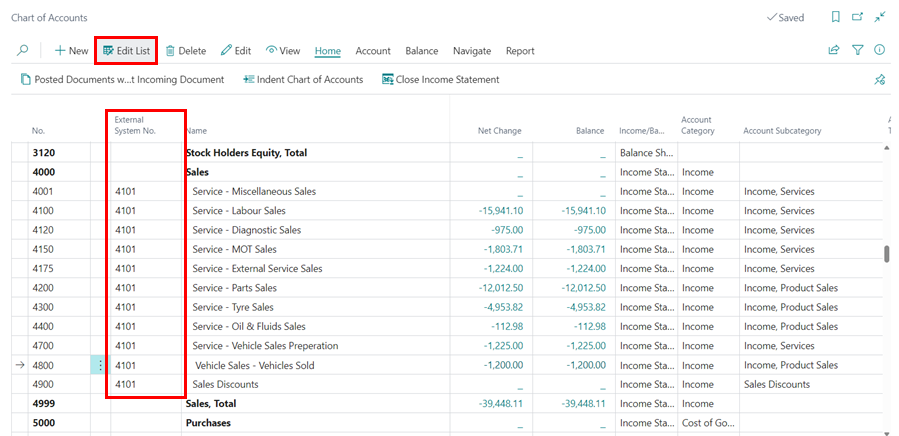 Chart of Accounts
Saved
New Edit List Delete Edit View Home Account Balance Navigate Report
Posted Documents w...t Incoming Document Indent Chart of Accounts Close Income Statement
No. External System No. Name Net Change Balance Income/Ba... Account Category Account Subcategory A T
3120 Stock Holders Equity, Total _ _ Balance Sh...
4000 Sales _ _ Income Sta... Income
4001 4101 Service - Miscellaneous Sales _ _ Income Sta... Income Income, Services
4100 4101 Service - Labour Sales -15,941.10 -15,941.10 Income Sta... Income Income, Services
4120 4101 Service - Diagnostic Sales -975.00 -975.00 Income Sta... Income Income, Services
4150 4101 Service - MOT Sales -1,803.71 -1,803.71 Income Sta... Income Income, Services
4175 4101 Service - External Service Sales -1,224.00 -1,224.00 Income Sta... Income Income, Services
4200 4101 Service - Parts Sales -12,012.50 -12,012.50 Income Sta... Income Income, Product Sales
4300 4101 Service - Tyre Sales -4,953.82 -4,953.82 Income Sta... Income Income, Product Sales
4400 4101 Service - Oil & Fluids Sales -112.98 -112.98 Income Sta... Income Income, Product Sales
4700 4101 Service - Vehicle Sales Preperation -1,225.00 -1,225.00 Income Sta... Income Income, Services
4800 4101 Vehicle Sales - Vehicles Sold -1,200.00 -1,200.00 Income Sta... Income Income, Product Sales
4900 4101 Sales Discounts _ _ Income Sta... Income Sales Discounts
4999 Sales, Total -39,448.11 -39,448.11 Income Sta... Income
5000 Purchases _ _ Income Sta... Cost of Go...